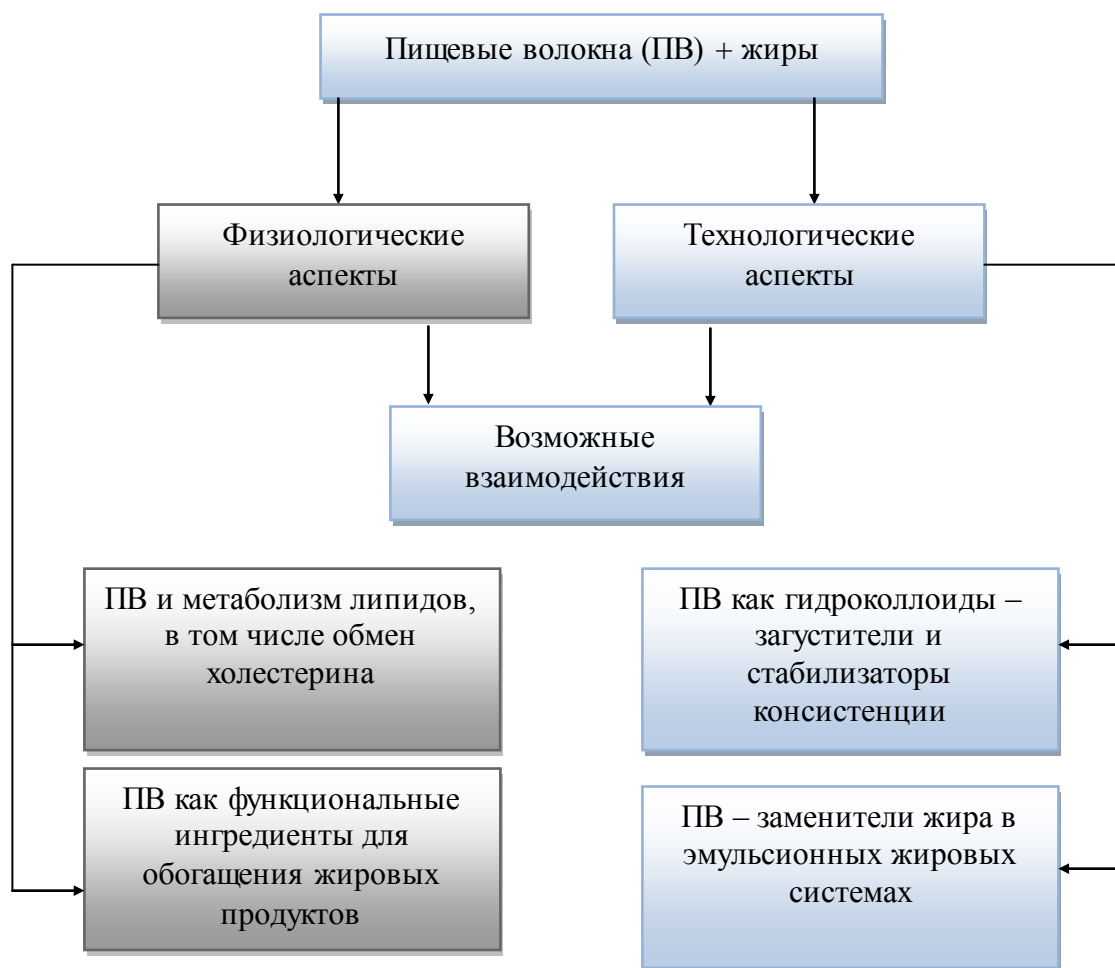 Пищевые волокна (ПВ) + жиры
Физиологические
аспекты
Технологические
аспекты
Возможные
взаимодействия
ПВ и метаболизм липидов,
в том числе обмен
холестерина
ПВ как гидроколлоиды –
загустители и
стабилизаторы
консистенции
ПВ как функциональные
ингредиенты для
обогащения жировых
продуктов
ПВ – заменители жира в
эмульсионных жировых
системах